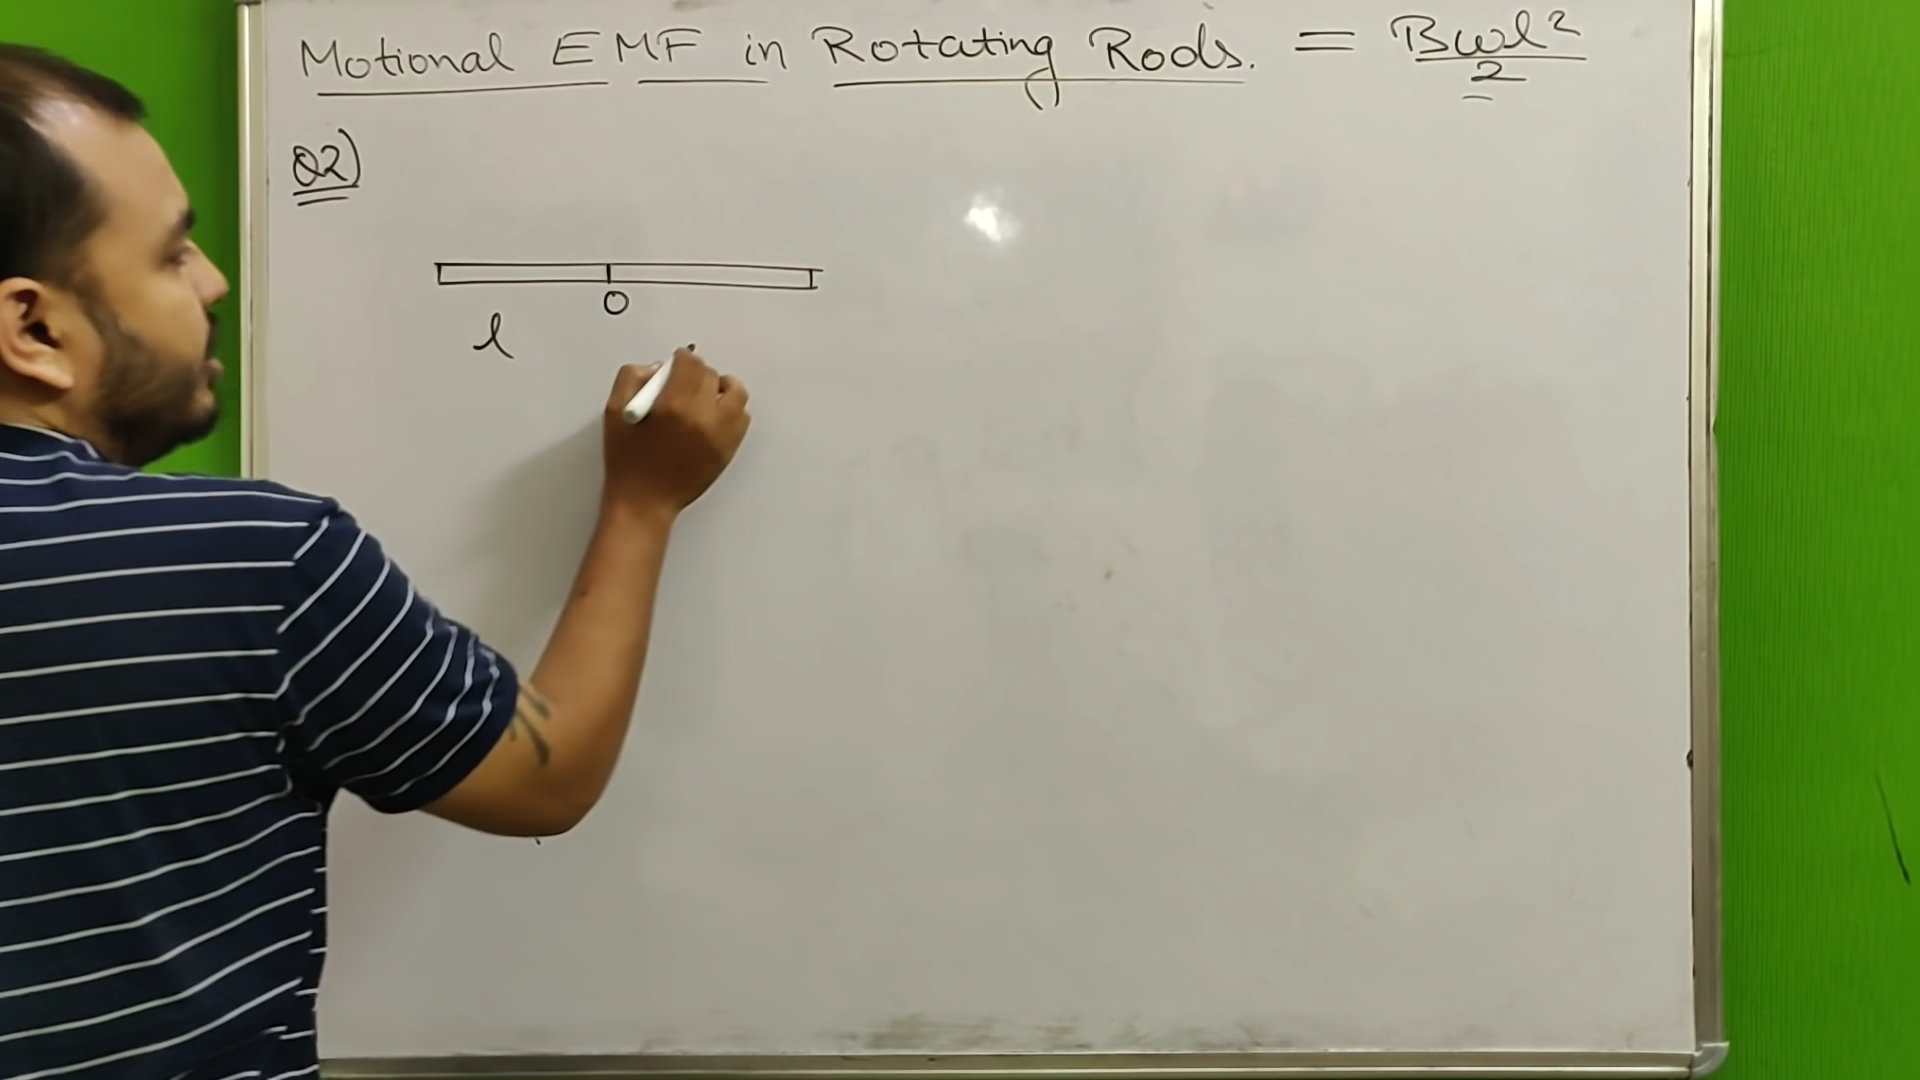 Motional EMF in Rotating Rods. = Bωl²/2
Q2)
O
l